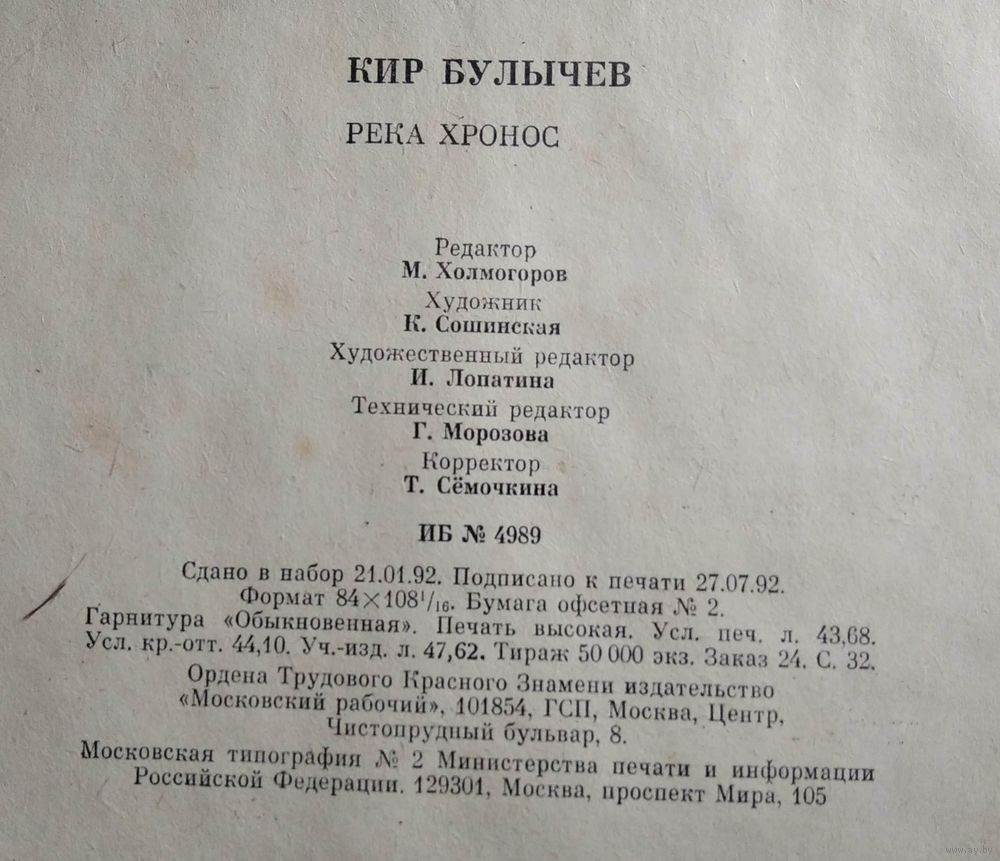 КИР БУЛЫЧЕВ
РЕКА ХРОНОС
Редактор
М. Холмогоров
Художник
К. Сошинская
Художественный редактор
И. Лопатина
Технический редактор
Г. Морозова
Корректор
Т. Сёмочкина
ИБ № 4989
Сдано в набор 21.01.92. Подписано к печати 27.07.92.
Формат 84×108¹/₁₆. Бумага офсетная № 2.
Гарнитура «Обыкновенная». Печать высокая. Усл. печ. л. 43,68.
Усл. кр.-отт. 44,10. Уч.-изд. л. 47,62. Тираж 50 000 экз. Заказ 24. С. 32.
Ордена Трудового Красного Знамени издательство
«Московский рабочий», 101854, ГСП, Москва, Центр,
Чистопрудный бульвар, 8.
Московская типография № 2 Министерства печати и информации
Российской Федерации. 129301, Москва, проспект Мира, 105
www.ay.by